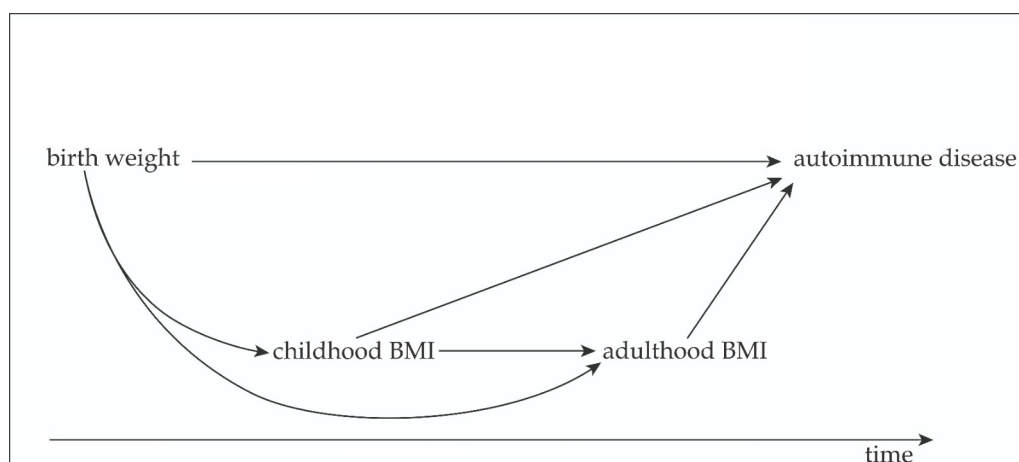 birth weight
autoimmune disease
childhood BMI
adulthood BMI
time